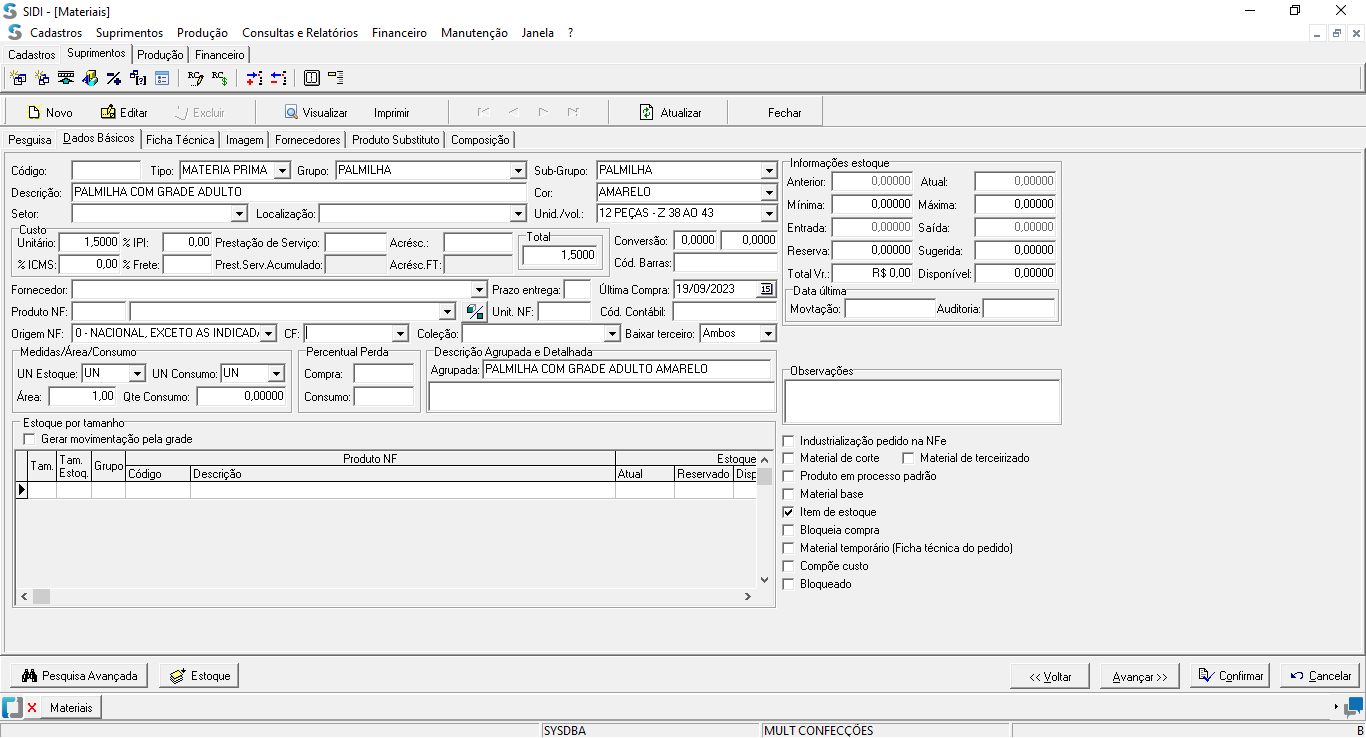 SIDI - [Materiais]
Cadastros Suprimentos Produção Consultas e Relatórios Financeiro Manutenção Janela ?
Cadastros Suprimentos Produção Financeiro
Novo Editar Excluir Visualizar Imprimir Atualizar Fechar
Pesquisa Dados Básicos Ficha Técnica Imagem Fornecedores Produto Substituto Composição
Código: Tipo: MATERIA PRIMA Grupo: PALMILHA Sub-Grupo: PALMILHA
Descrição: PALMILHA COM GRADE ADULTO Cor: AMARELO
Setor: Localização: Unid./vol.: 12 PEÇAS - Z 38 AO 43
Custo
Unitário: 1,5000 % IPI: 0,00 Prestação de Serviço: Acrésc.:
% ICMS: 0,00 % Frete: Prest.Serv.Acumulado: Acrésc.FT:
Total
1,5000
Conversão: 0,0000 0,0000
Cód. Barras:
Fornecedor: Prazo entrega: Última Compra: 19/09/2023 15
Produto NF: Unit. NF: Cód. Contábil:
Origem NF: 0 - NACIONAL, EXCETO AS INDICADA CF: Coleção: Baixar terceiro: Ambos
Medidas/Área/Consumo
UN Estoque: UN UN Consumo: UN
Área: 1,00 Qte Consumo: 0,00000
Percentual Perda
Compra:
Consumo:
Descrição Agrupada e Detalhada
Agrupada: PALMILHA COM GRADE ADULTO AMARELO
Estoque por tamanho
Gerar movimentação pela grade
Tam. Tam. Estoq. Grupo Produto NF Estoque
Código Descrição Atual Reservado Disp
Informações estoque
Anterior: 0,00000 Atual: 0,00000
Mínima: 0,00000 Máxima: 0,00000
Entrada: 0,00000 Saída: 0,00000
Reserva: 0,00000 Sugerida: 0,00000
Total Vr.: R$ 0,00 Disponível: 0,00000
Data última
Movtação: Auditoria:
Observações
Industrialização pedido na NFe
Material de corte Material de terceirizado
Produto em processo padrão
Material base
Item de estoque
Bloqueia compra
Material temporário (Ficha técnica do pedido)
Compõe custo
Bloqueado
Pesquisa Avançada Estoque << Voltar Avançar >> Confirmar Cancelar
Materiais
SYSDBA MULT CONFECÇÕES B